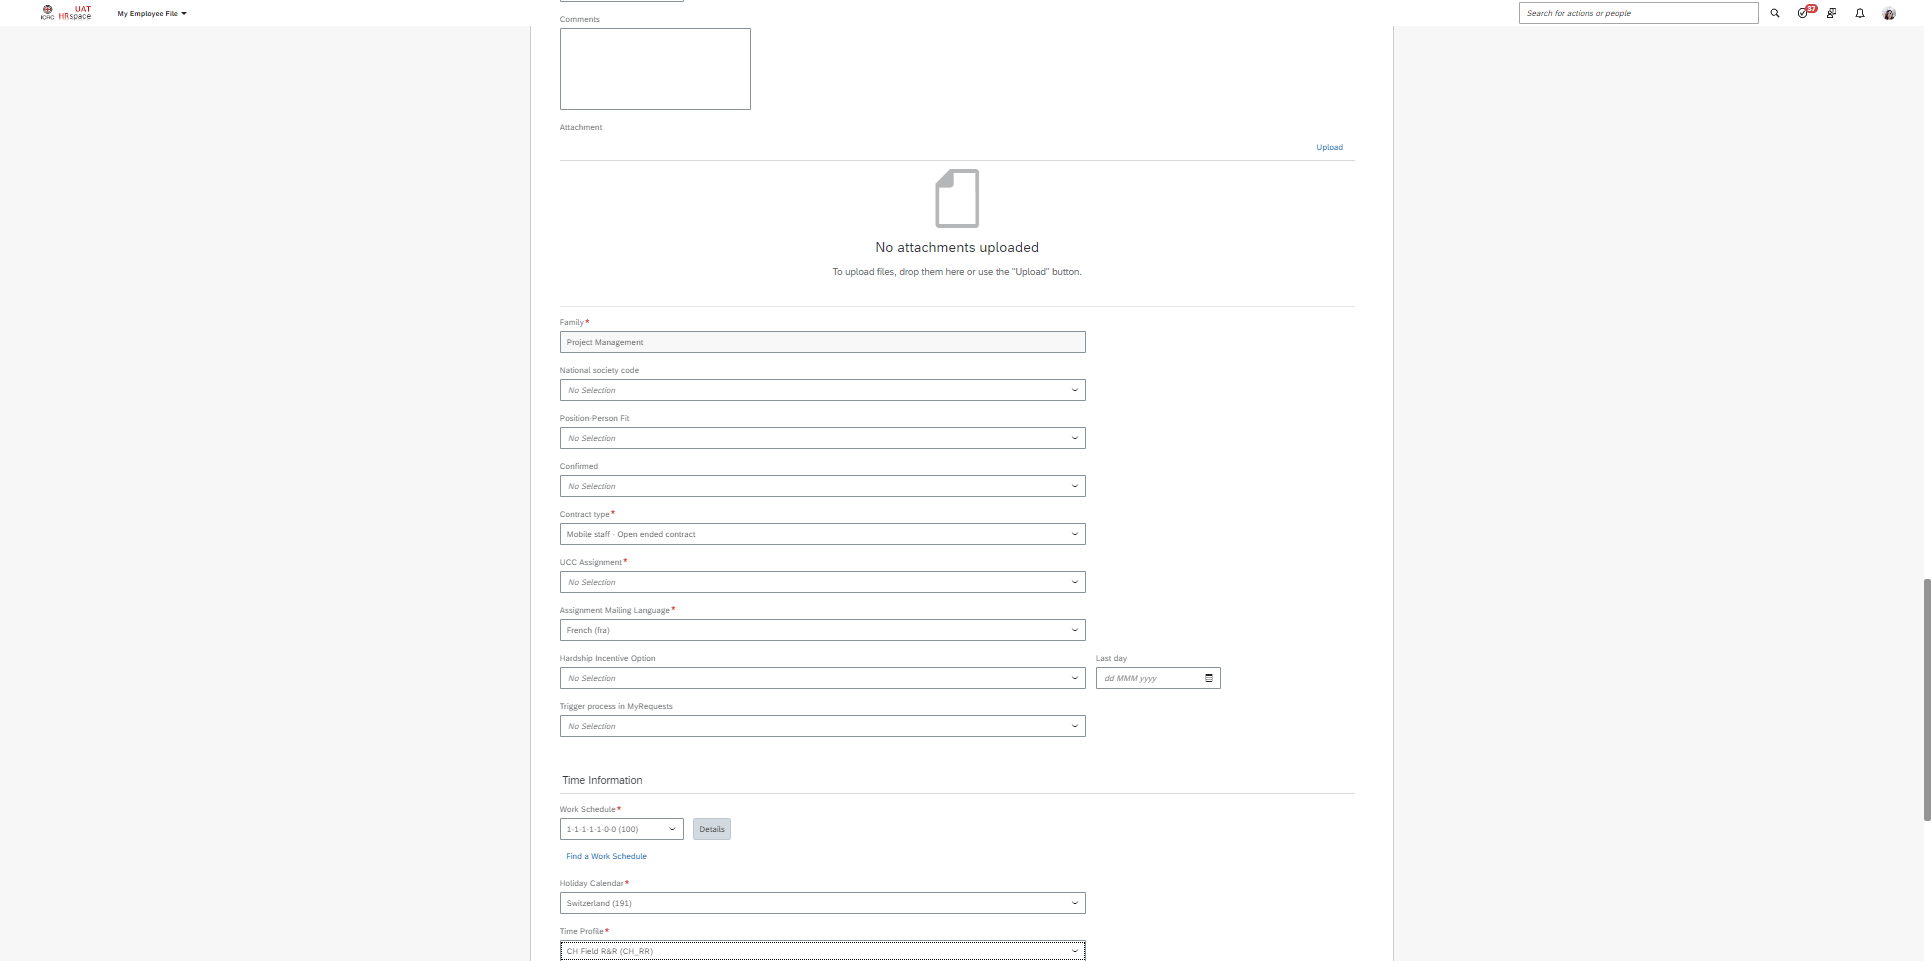 ICRC
UAT
HRspace
My Employee File
Search for actions or people
37
Comments
Attachment
Upload
No attachments uploaded
To upload files, drop them here or use the "Upload" button.
Family*
Project Management
National society code
No Selection
Position-Person Fit
No Selection
Confirmed
No Selection
Contract type*
Mobile staff - Open ended contract
UCC Assignment*
No Selection
Assignment Mailing Language*
French (fra)
Hardship Incentive Option
Last day
No Selection
dd MMM yyyy
Trigger process in MyRequests
No Selection
Time Information
Work Schedule*
1-1-1-1-1-0-0 (100)
Details
Find a Work Schedule
Holiday Calendar*
Switzerland (191)
Time Profile*
CH Field R&R (CH_RR)